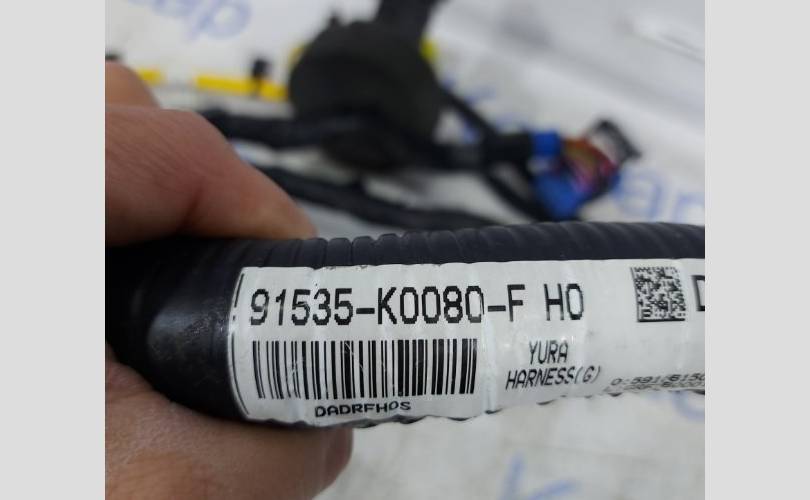 91535-K0080-F HO
DADRFHOS
YURA
HARNESS(G)